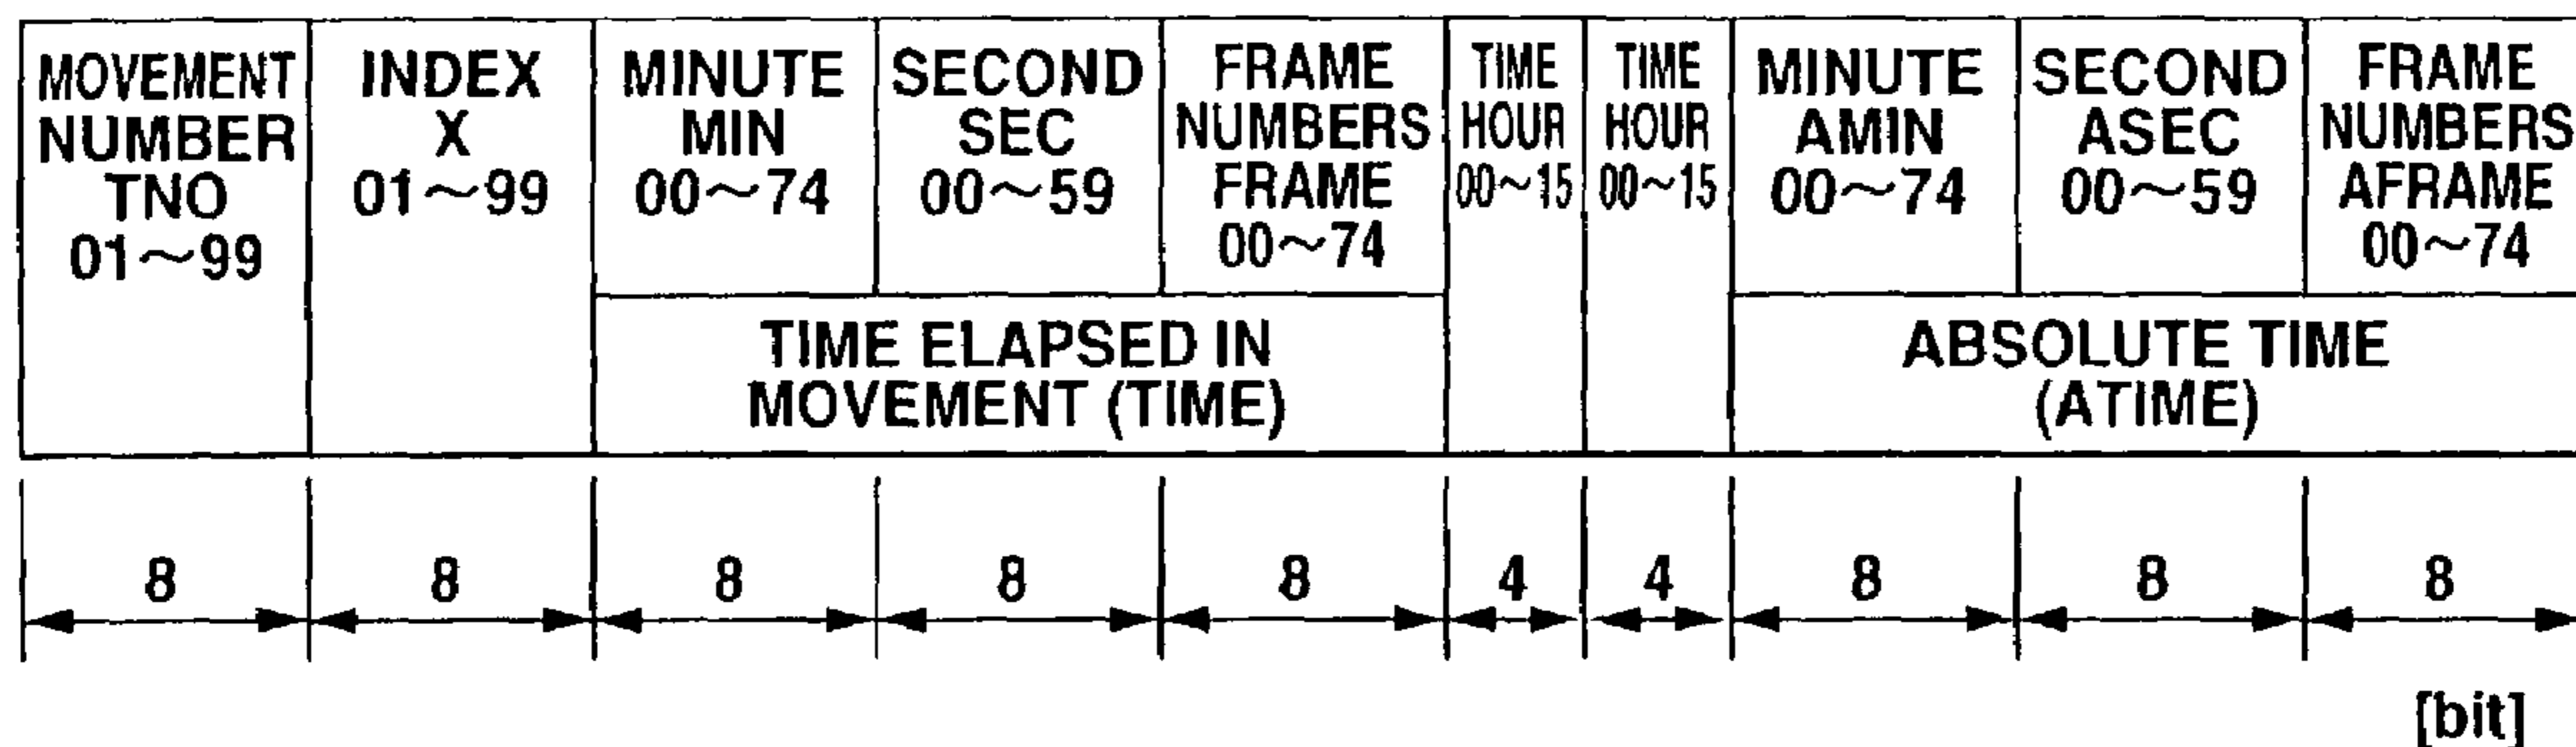 MOVEMENT
NUMBER
TNO
01～99
INDEX
X
01～99
MINUTE
MIN
00～74
SECOND
SEC
00～59
FRAME
NUMBERS
FRAME
00～74
TIME
HOUR
00～15
TIME
HOUR
00～15
MINUTE
AMIN
00～74
SECOND
ASEC
00～59
FRAME
NUMBERS
AFRAME
00～74
TIME ELAPSED IN
MOVEMENT (TIME)
ABSOLUTE TIME
(ATIME)
8 8 8 8 8 4 4 8 8 8
[bit]